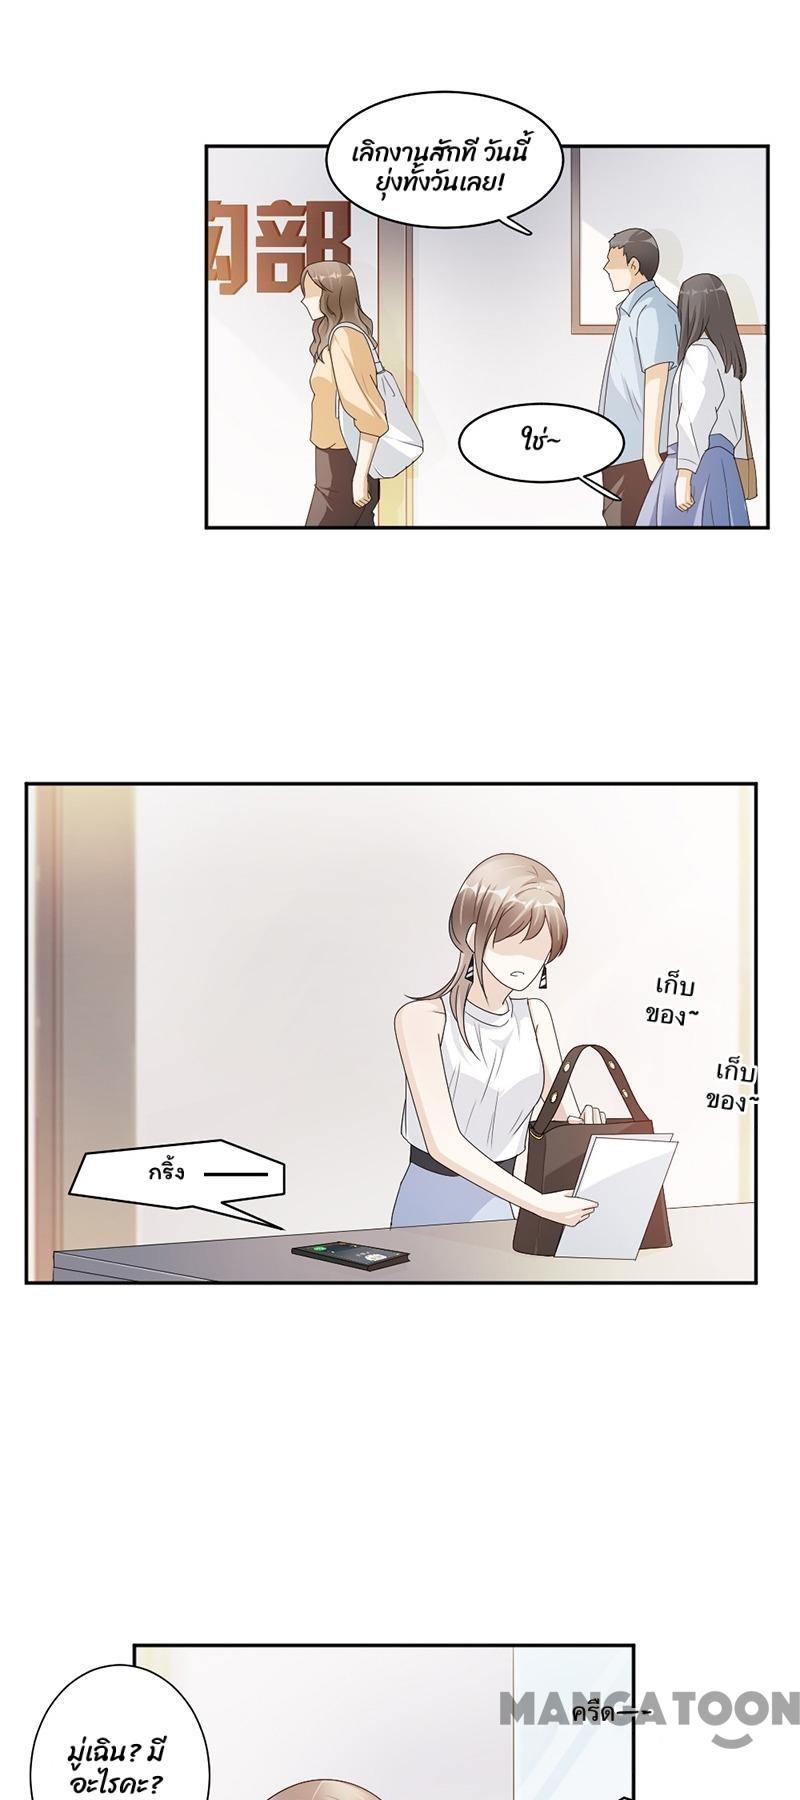 เลิกงานสักที วันนี้
ยุ่งทั้งวันเลย!
购部
ใช่~
เก็บ
ของ~
เก็บ
ของ~
กริ้ง
MANGATOON
ครืด
มู่เฉิน? มี
อะไรคะ?